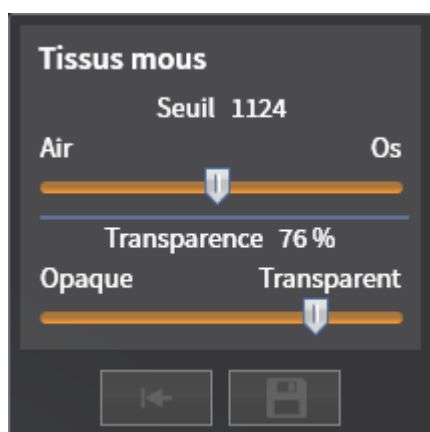 Tissus mous
Seuil 1124
Air Os
Transparence 76 %
Opaque Transparent